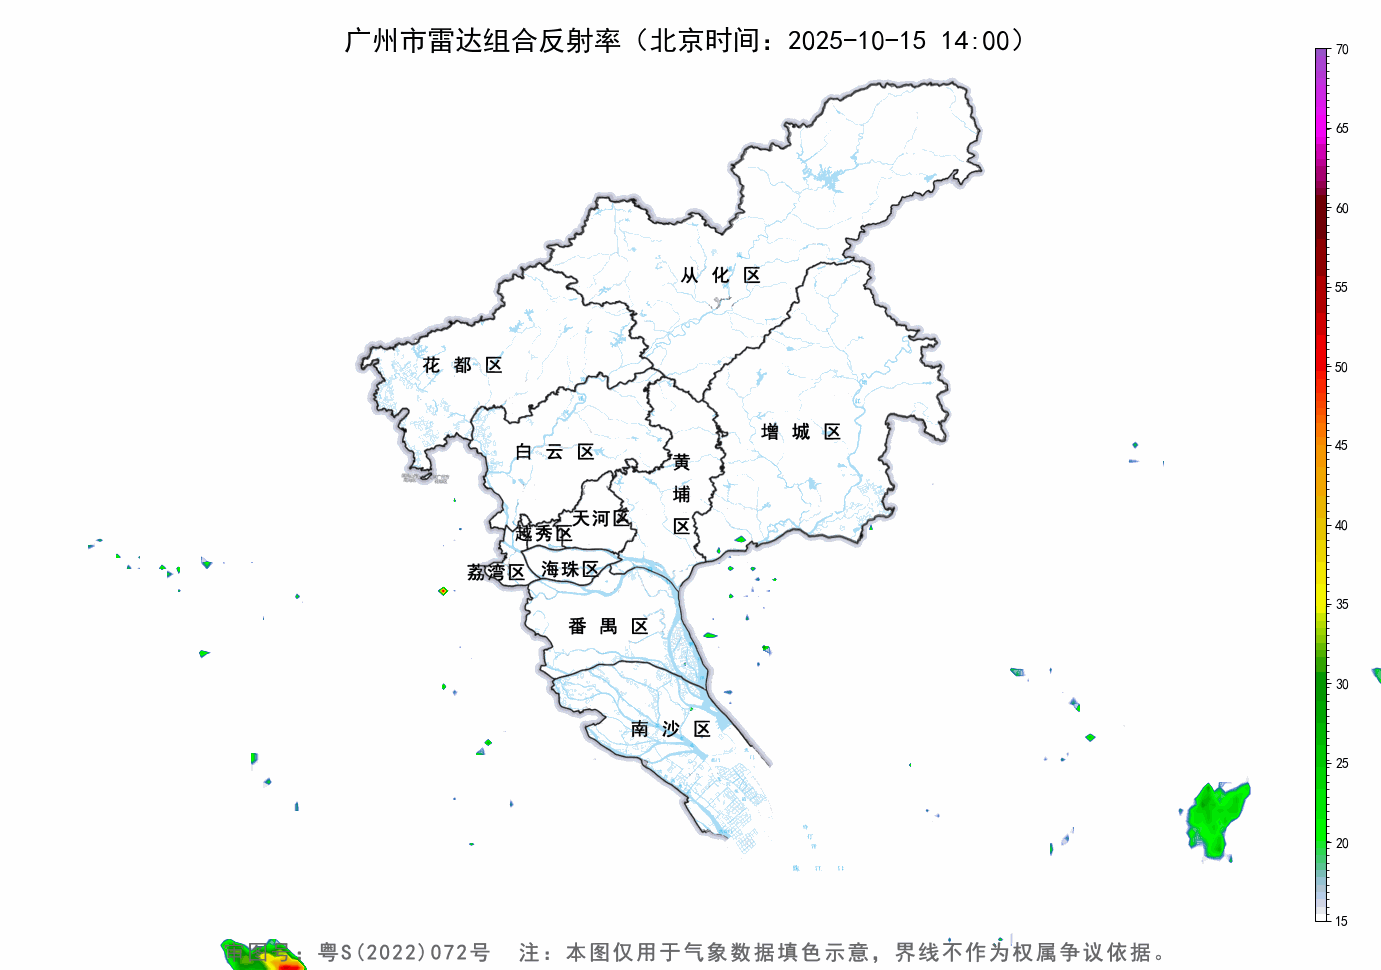 广州市雷达组合反射率（北京时间：2025-10-15 14:00）
70
65
60
55
50
45
40
35
30
25
20
15
从化区
花都区
增城区
白云区
黄埔区
天河区
越秀区
荔湾区
海珠区
番禺区
南沙区
粤图审号：粤S(2022)072号 注：本图仅用于气象数据填色示意，界线不作为权属争议依据。